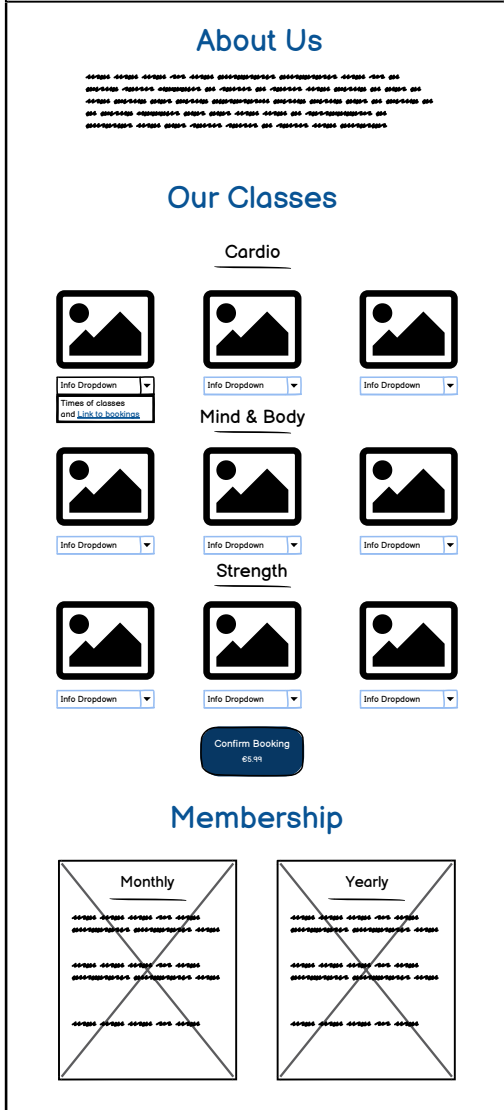 About Us
Our Classes
Cardio
Info Dropdown
Info Dropdown
Info Dropdown
Times of classes
and Link to bookings
Mind & Body
Info Dropdown
Info Dropdown
Info Dropdown
Strength
Info Dropdown
Info Dropdown
Info Dropdown
Confirm Booking
€5.99
Membership
Monthly
Yearly